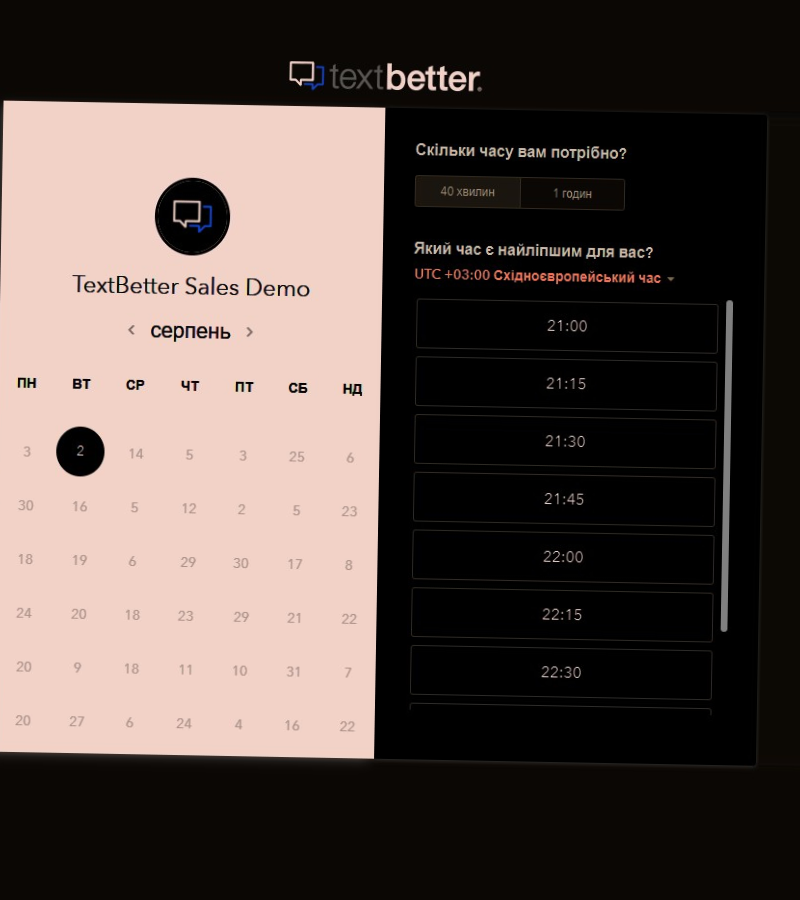 textbetter.
TextBetter Sales Demo
серпень
ПН ВТ СР ЧТ ПТ СБ НД
3 2 14 5 3 25 6
30 16 5 12 2 5 23
18 19 6 29 30 17 8
24 20 18 23 29 21 22
20 9 18 11 10 31 7
20 27 6 24 4 16 22
Скільки часу вам потрібно?
40 хвилин 1 годин
Який час є найліпшим для вас?
UTC +03:00 Східноєвропейський час
21:00
21:15
21:30
21:45
22:00
22:15
22:30